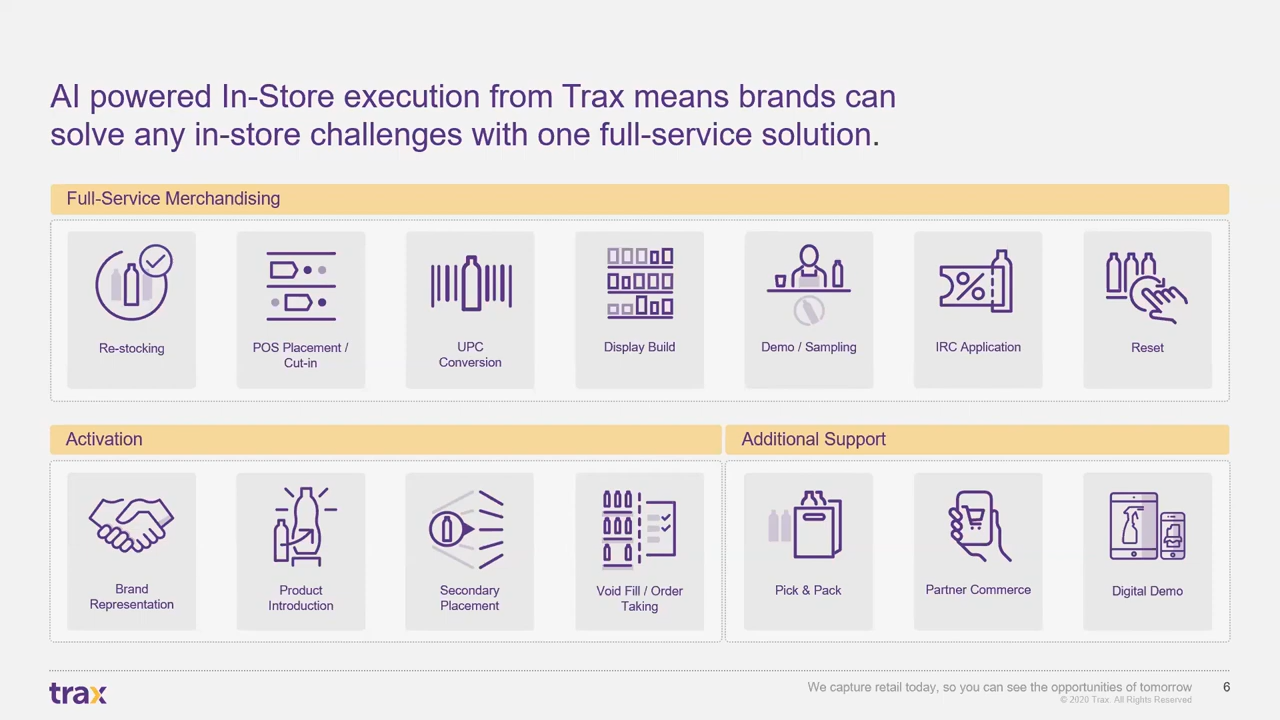 AI powered In-Store execution from Trax means brands can
solve any in-store challenges with one full-service solution.
Full-Service Merchandising
Re-stocking
POS Placement /
Cut-in
UPC
Conversion
Display Build
Demo / Sampling
IRC Application
Reset
Activation
Brand
Representation
Product
Introduction
Secondary
Placement
Void Fill / Order
Taking
Additional Support
Pick & Pack
Partner Commerce
Digital Demo
trax
We capture retail today, so you can see the opportunities of tomorrow
6
© 2020 Trax. All Rights Reserved